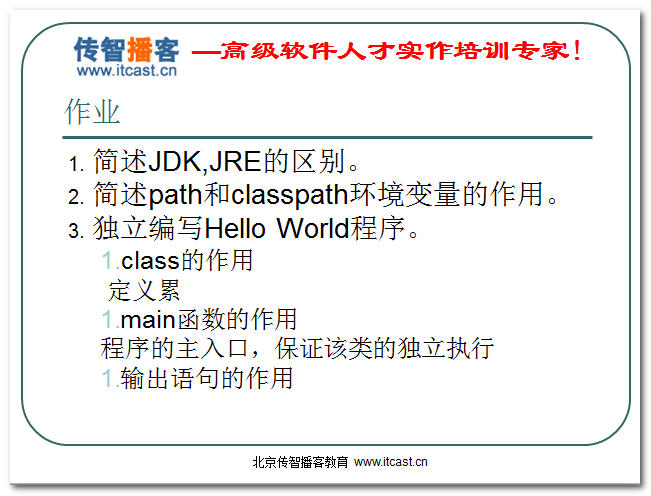 传智播客 —高级软件人才实作培训专家!
www.itcast.cn
作业
1. 简述JDK,JRE的区别。
2. 简述path和classpath环境变量的作用。
3. 独立编写Hello World程序。
1.class的作用
定义累
1.main函数的作用
程序的主入口，保证该类的独立执行
1.输出语句的作用
北京传智播客教育 www.itcast.cn